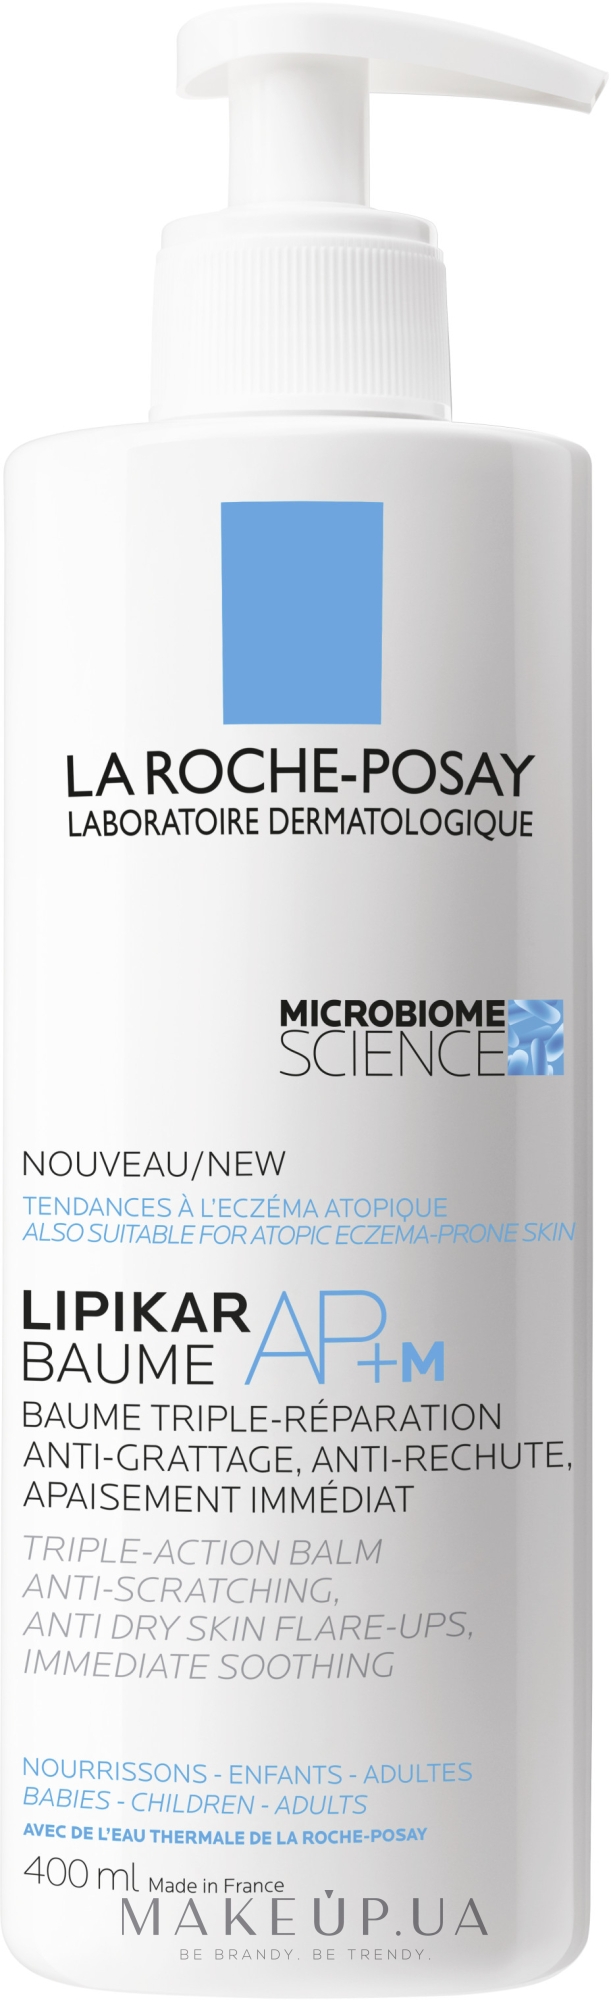 LA ROCHE-POSAY
LABORATOIRE DERMATOLOGIQUE
MICROBIOME
SCIENCE
NOUVEAU/NEW
TENDANCES À L'ECZÉMA ATOPIQUE
ALSO SUITABLE FOR ATOPIC ECZEMA-PRONE SKIN
LIPIKAR
BAUME AP+M
BAUME TRIPLE-RÉPARATION
ANTI-GRATTAGE, ANTI-RECHUTE,
APAISEMENT IMMÉDIAT
TRIPLE-ACTION BALM
ANTI-SCRATCHING,
ANTI DRY SKIN FLARE-UPS,
IMMEDIATE SOOTHING
NOURRISSONS - ENFANTS - ADULTES
BABIES - CHILDREN - ADULTS
AVEC DE L'EAU THERMALE DE LA ROCHE-POSAY
400 ml Made in France
MAKEUP.UA
BE BRANDY. BE TRENDY.